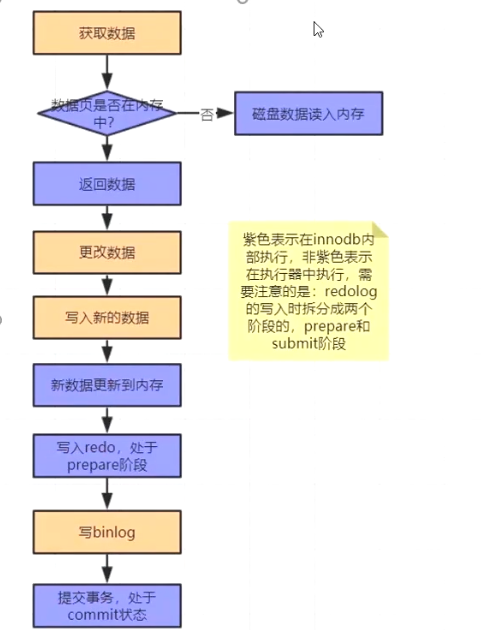 获取数据
数据页是否在内存
中?
否
磁盘数据读入内存
返回数据
更改数据
写入新的数据
新数据更新到内存
写入redo，处于
prepare阶段
写binlog
提交事务，处于
commit状态
紫色表示在innodb内
部执行，非紫色表示
在执行器中执行，需
要注意的是：redolog
的写入时拆分成两个
阶段的，prepare和
submit阶段